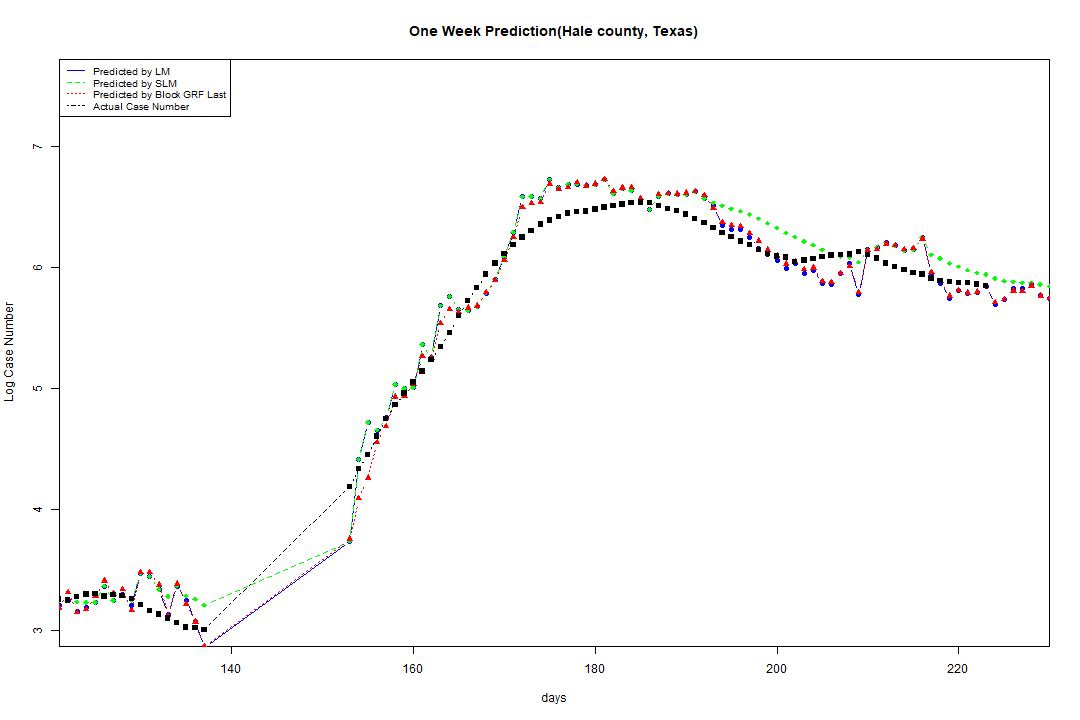 One Week Prediction(Hale county, Texas)
Predicted by LM
Predicted by SLM
Predicted by Block GRF Last
Actual Case Number
7
6
5
4
3
Log Case Number
140 160 180 200 220
days